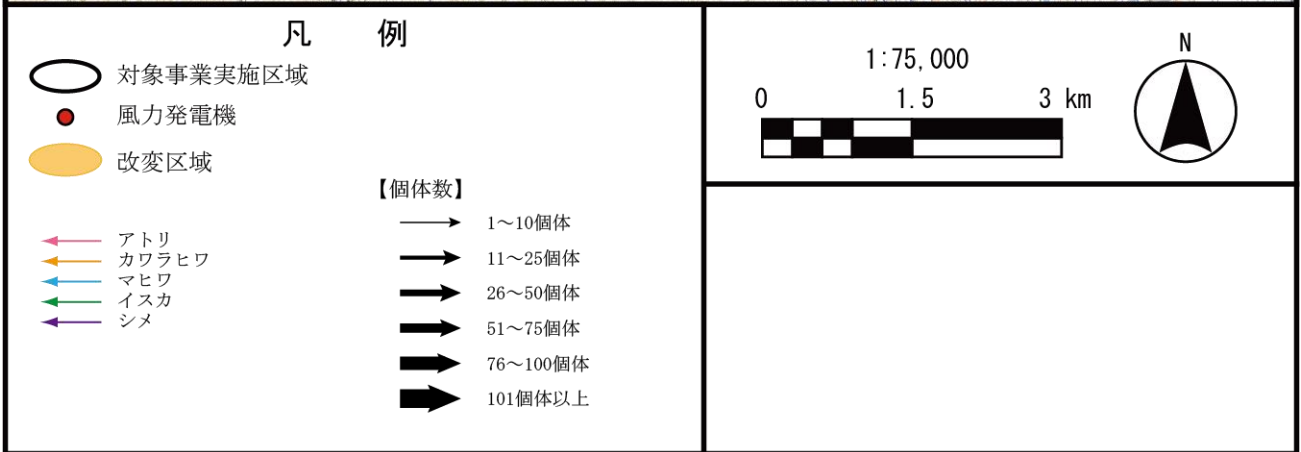 凡 例
対象事業実施区域
風力発電機
改変区域
アトリ
カワラヒワ
マヒワ
イスカ
シメ
【個体数】
1～10個体
11～25個体
26～50個体
51～75個体
76～100個体
101個体以上
1:75,000
0 1.5 3 km
N